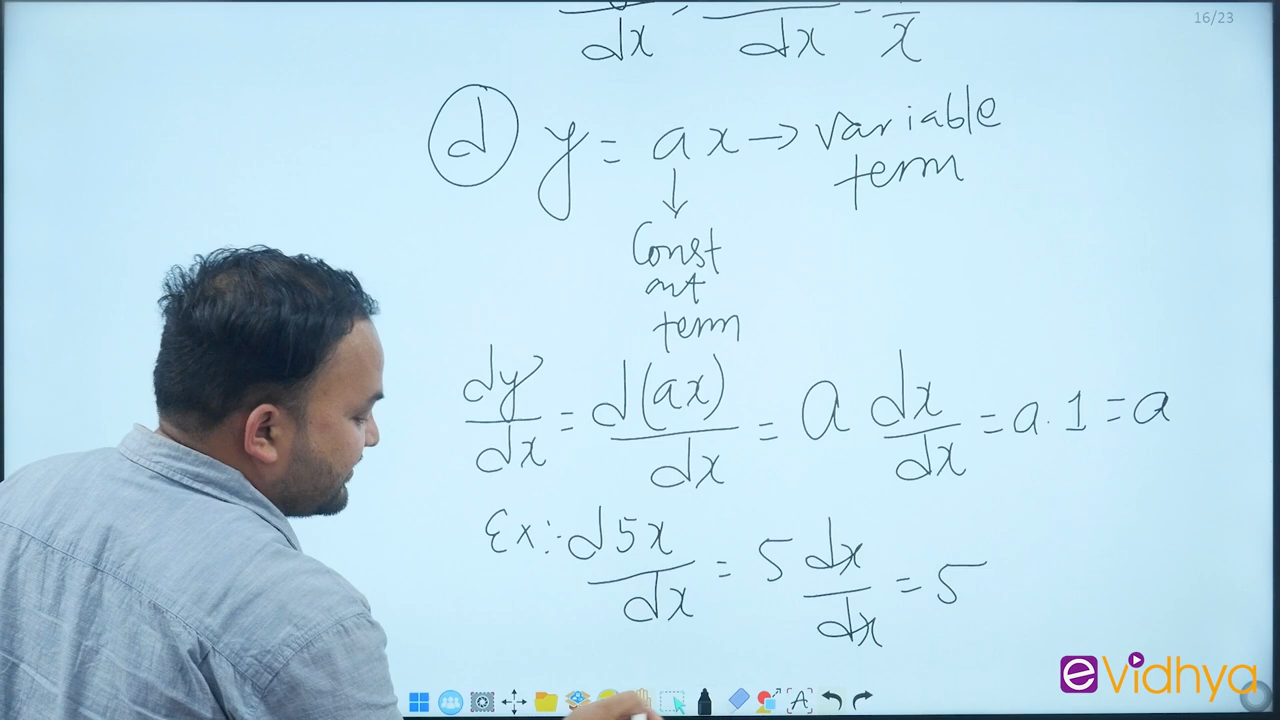 16/23
dx dx x
d y = ax → variable
term
Const
ant
term
dy/dx = d(ax)/dx = a dx/dx = a.1 = a
Ex:- d5x/dx = 5 dx/dx = 5
eVidhya